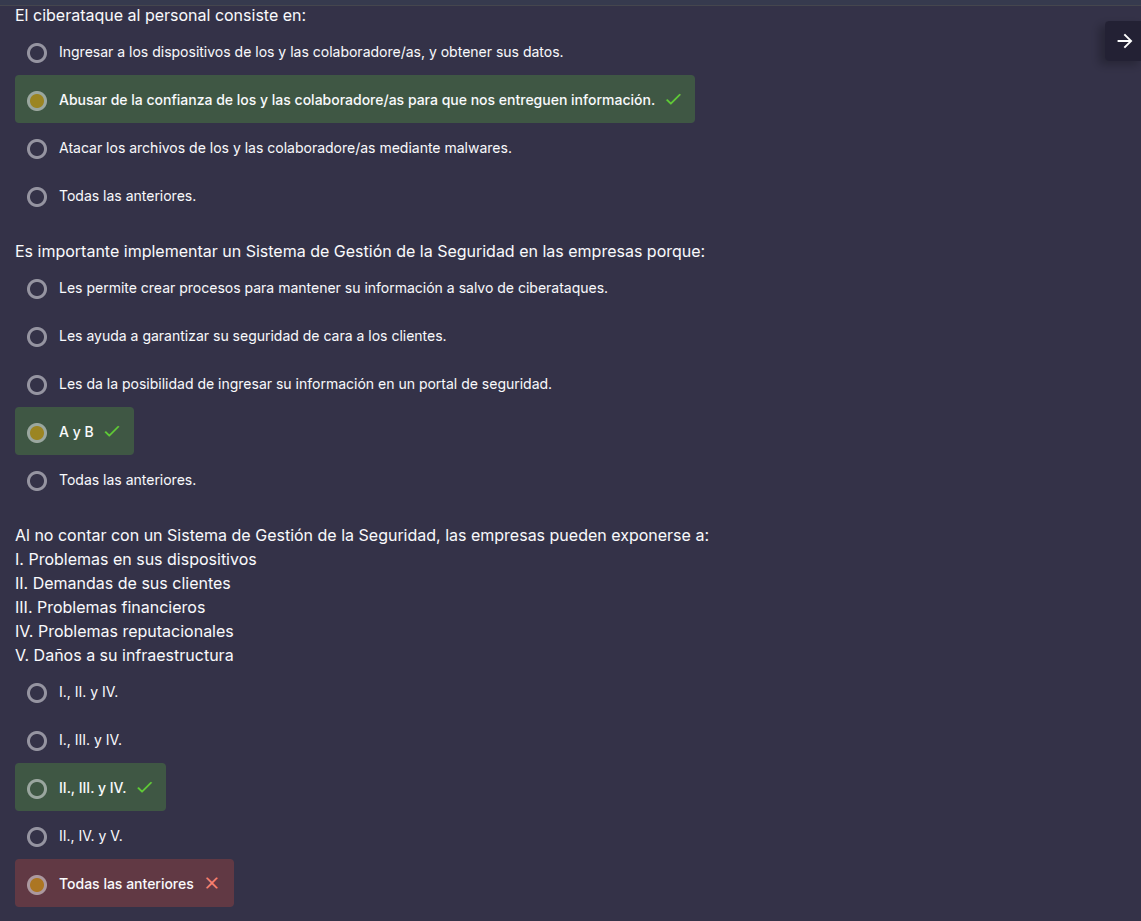 El ciberataque al personal consiste en:
Ingresar a los dispositivos de los y las colaboradore/as, y obtener sus datos.
Abusar de la confianza de los y las colaboradore/as para que nos entreguen información.
Atacar los archivos de los y las colaboradore/as mediante malwares.
Todas las anteriores.
Es importante implementar un Sistema de Gestión de la Seguridad en las empresas porque:
Les permite crear procesos para mantener su información a salvo de ciberataques.
Les ayuda a garantizar su seguridad de cara a los clientes.
Les da la posibilidad de ingresar su información en un portal de seguridad.
A y B
Todas las anteriores.
Al no contar con un Sistema de Gestión de la Seguridad, las empresas pueden exponerse a:
I. Problemas en sus dispositivos
II. Demandas de sus clientes
III. Problemas financieros
IV. Problemas reputacionales
V. Daños a su infraestructura
I., II. y IV.
I., III. y IV.
II., III. y IV.
II., IV. y V.
Todas las anteriores